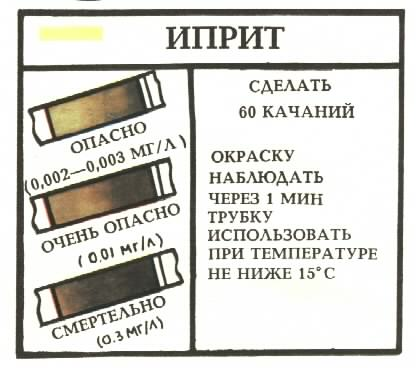 ИПРИТ
ОПАСНО
(0,002—0,003 МГ/Л)
ОЧЕНЬ ОПАСНО
(0.01 МГ/Л)
СМЕРТЕЛЬНО
(0.3 МГ/Л)
СДЕЛАТЬ
60 КАЧАНИЙ
ОКРАСКУ
НАБЛЮДАТЬ
ЧЕРЕЗ 1 МИН
ТРУБКУ
ИСПОЛЬЗОВАТЬ
ПРИ ТЕМПЕРАТУРЕ
НЕ НИЖЕ 15°С